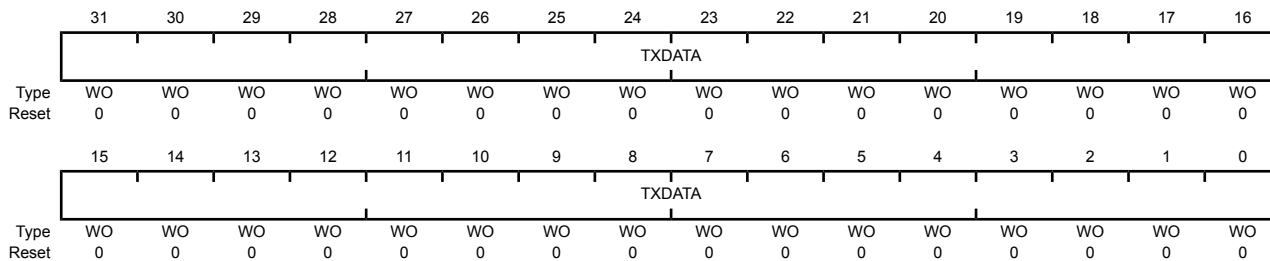 31 30 29 28 27 26 25 24 23 22 21 20 19 18 17 16
TXDATA
Type WO WO WO WO WO WO WO WO WO WO WO WO WO WO WO WO
Reset 0 0 0 0 0 0 0 0 0 0 0 0 0 0 0 0
15 14 13 12 11 10 9 8 7 6 5 4 3 2 1 0
TXDATA
Type WO WO WO WO WO WO WO WO WO WO WO WO WO WO WO WO
Reset 0 0 0 0 0 0 0 0 0 0 0 0 0 0 0 0